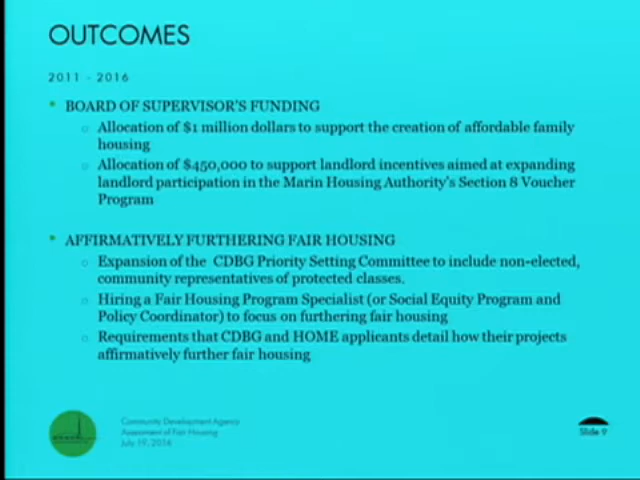 OUTCOMES
2011 - 2016
BOARD OF SUPERVISOR'S FUNDING
Allocation of $1 million dollars to support the creation of affordable family
housing
Allocation of $450,000 to support landlord incentives aimed at expanding
landlord participation in the Marin Housing Authority's Section 8 Voucher
Program
AFFIRMATIVELY FURTHERING FAIR HOUSING
Expansion of the CDBG Priority Setting Committee to include non-elected,
community representatives of protected classes.
Hiring a Fair Housing Program Specialist (or Social Equity Program and
Policy Coordinator) to focus on furthering fair housing
Requirements that CDBG and HOME applicants detail how their projects
affirmatively further fair housing
Community Development Agency
Assessment of Fair Housing
July 19, 2016
Slide 9